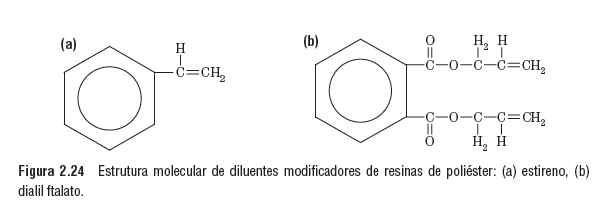 (a)
H
C=CH₂
(b)
O H₂ H
C—O—C—C=CH₂
C—O—C—C=CH₂
O H₂ H
Figura 2.24 Estrutura molecular de diluentes modificadores de resinas de poliéster: (a) estireno, (b)
dialil ftalato.